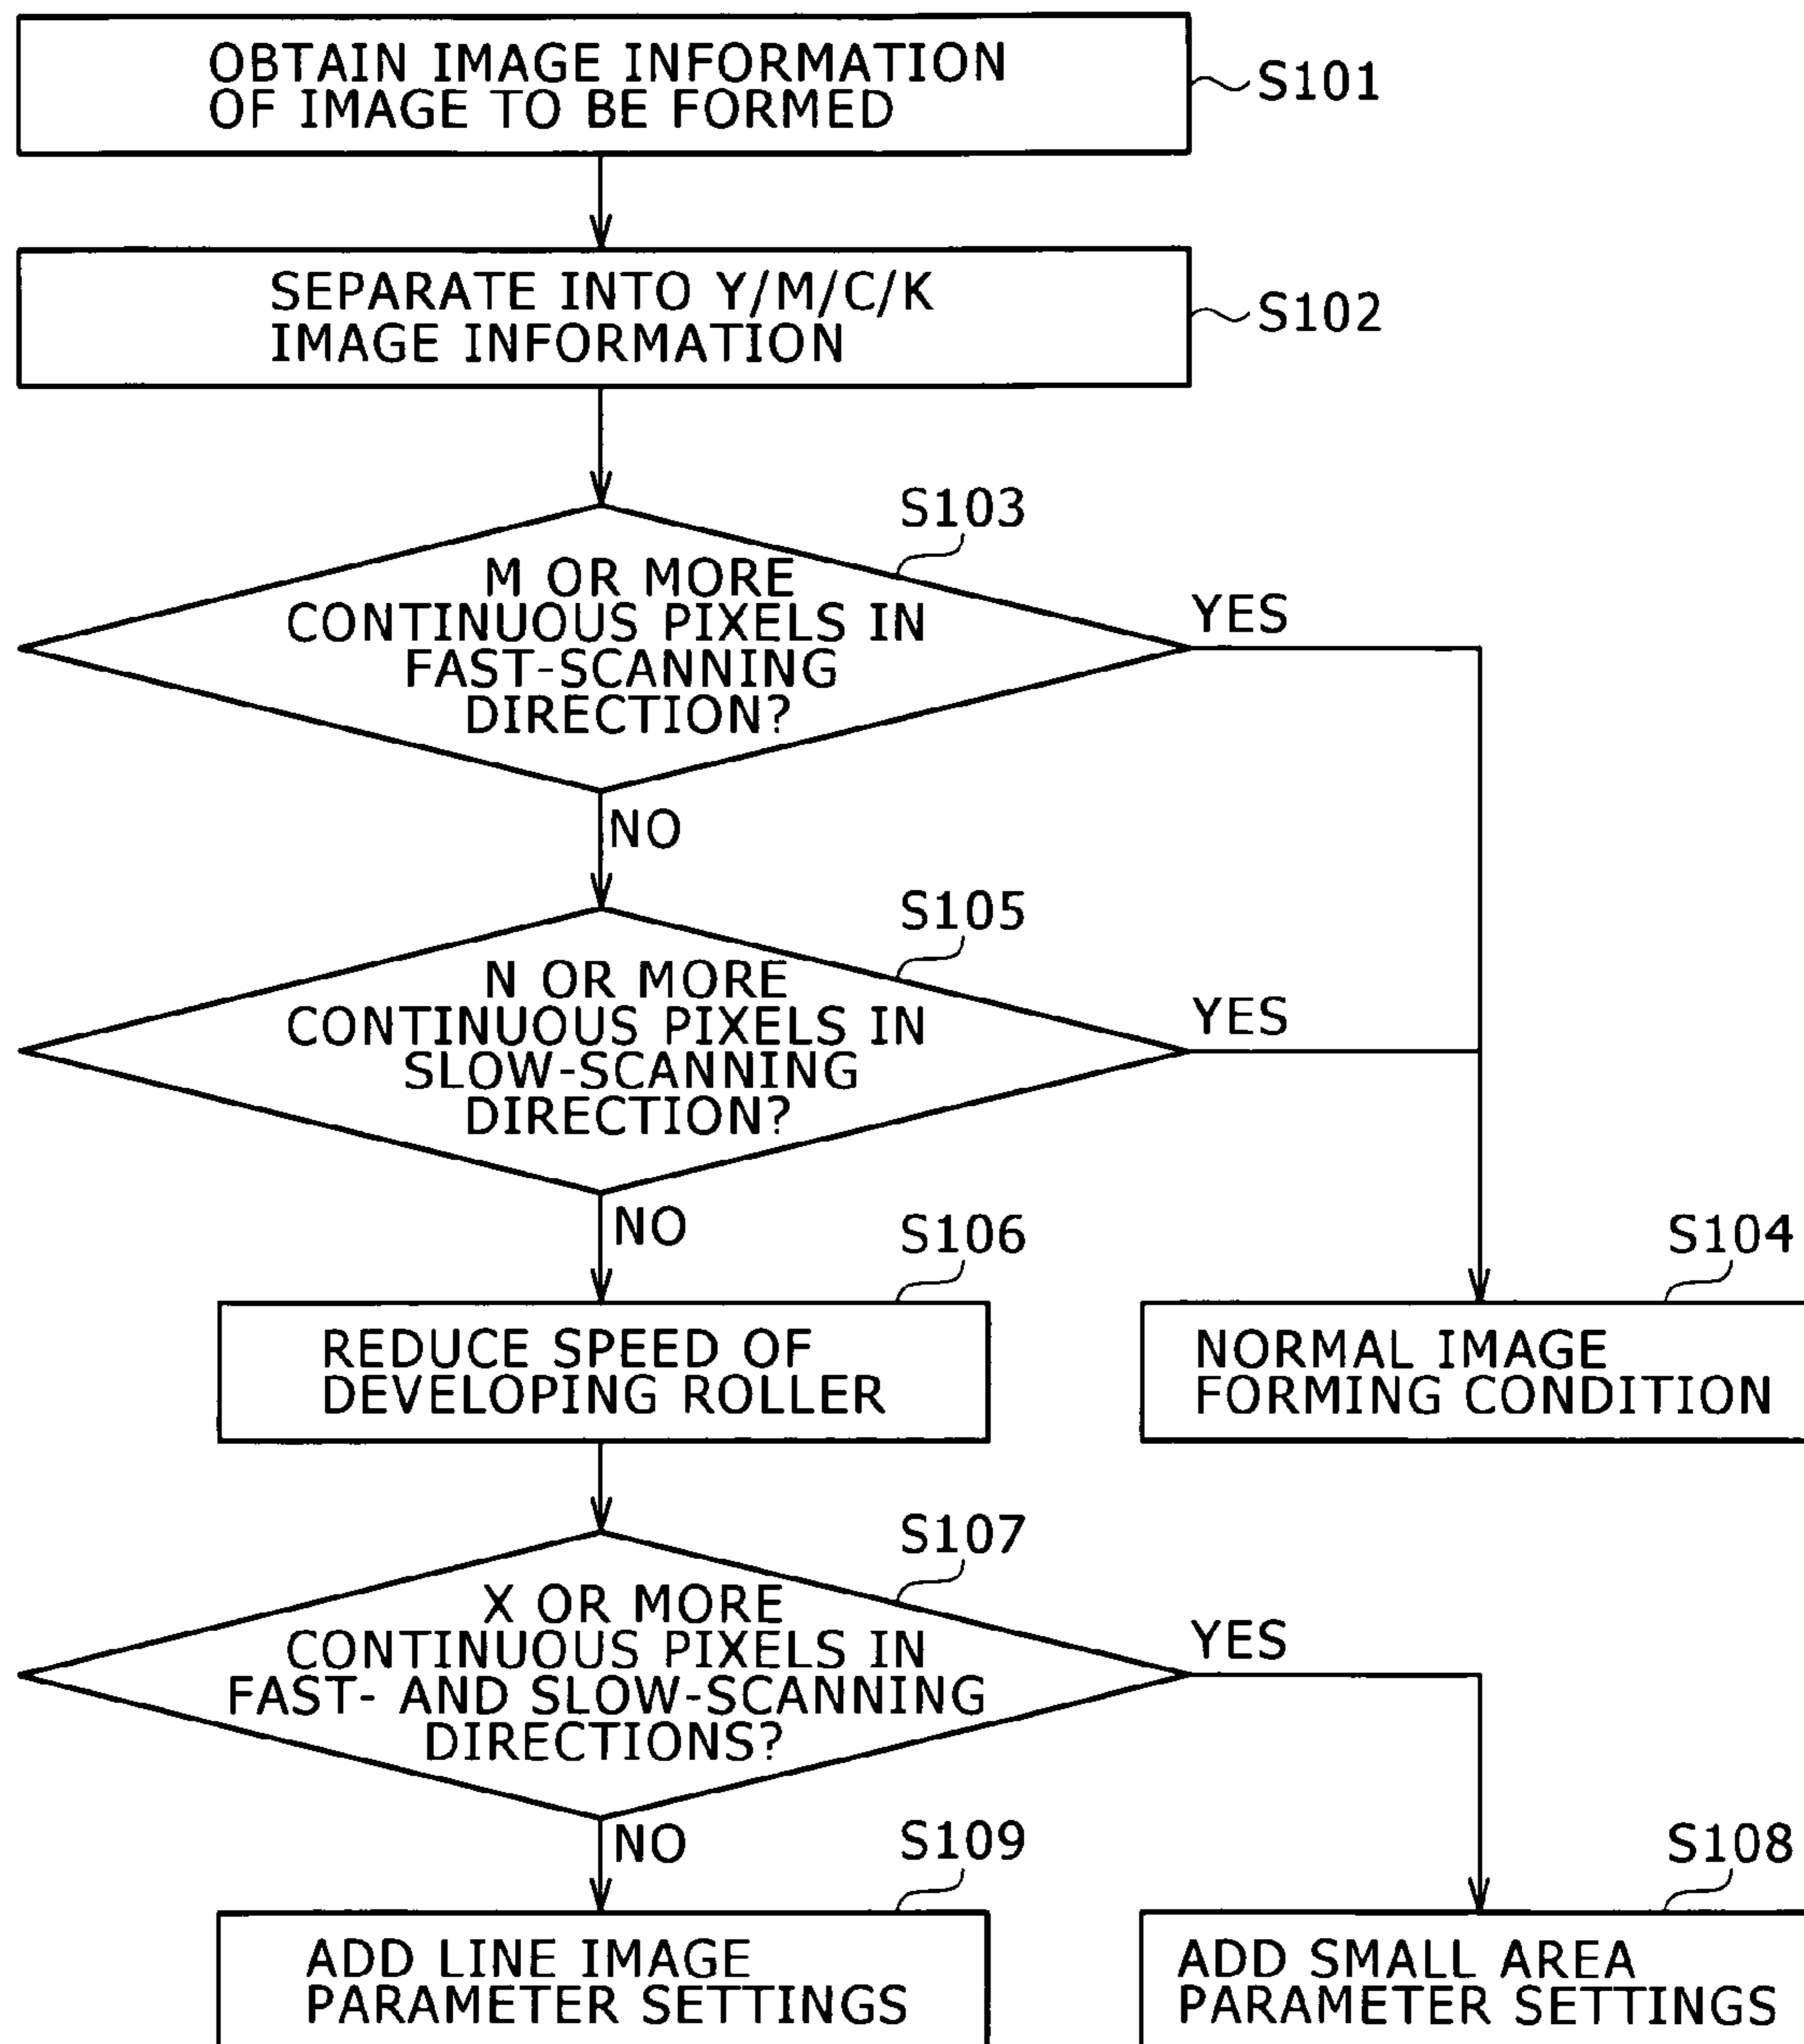 OBTAIN IMAGE INFORMATION
OF IMAGE TO BE FORMED
S101
SEPARATE INTO Y/M/C/K
IMAGE INFORMATION
S102
S103
M OR MORE
CONTINUOUS PIXELS IN
FAST-SCANNING
DIRECTION?
YES
NO
S105
N OR MORE
CONTINUOUS PIXELS IN
SLOW-SCANNING
DIRECTION?
YES
NO
S106
REDUCE SPEED OF
DEVELOPING ROLLER
S104
NORMAL IMAGE
FORMING CONDITION
S107
X OR MORE
CONTINUOUS PIXELS IN
FAST- AND SLOW-SCANNING
DIRECTIONS?
YES
NO
S109
ADD LINE IMAGE
PARAMETER SETTINGS
S108
ADD SMALL AREA
PARAMETER SETTINGS